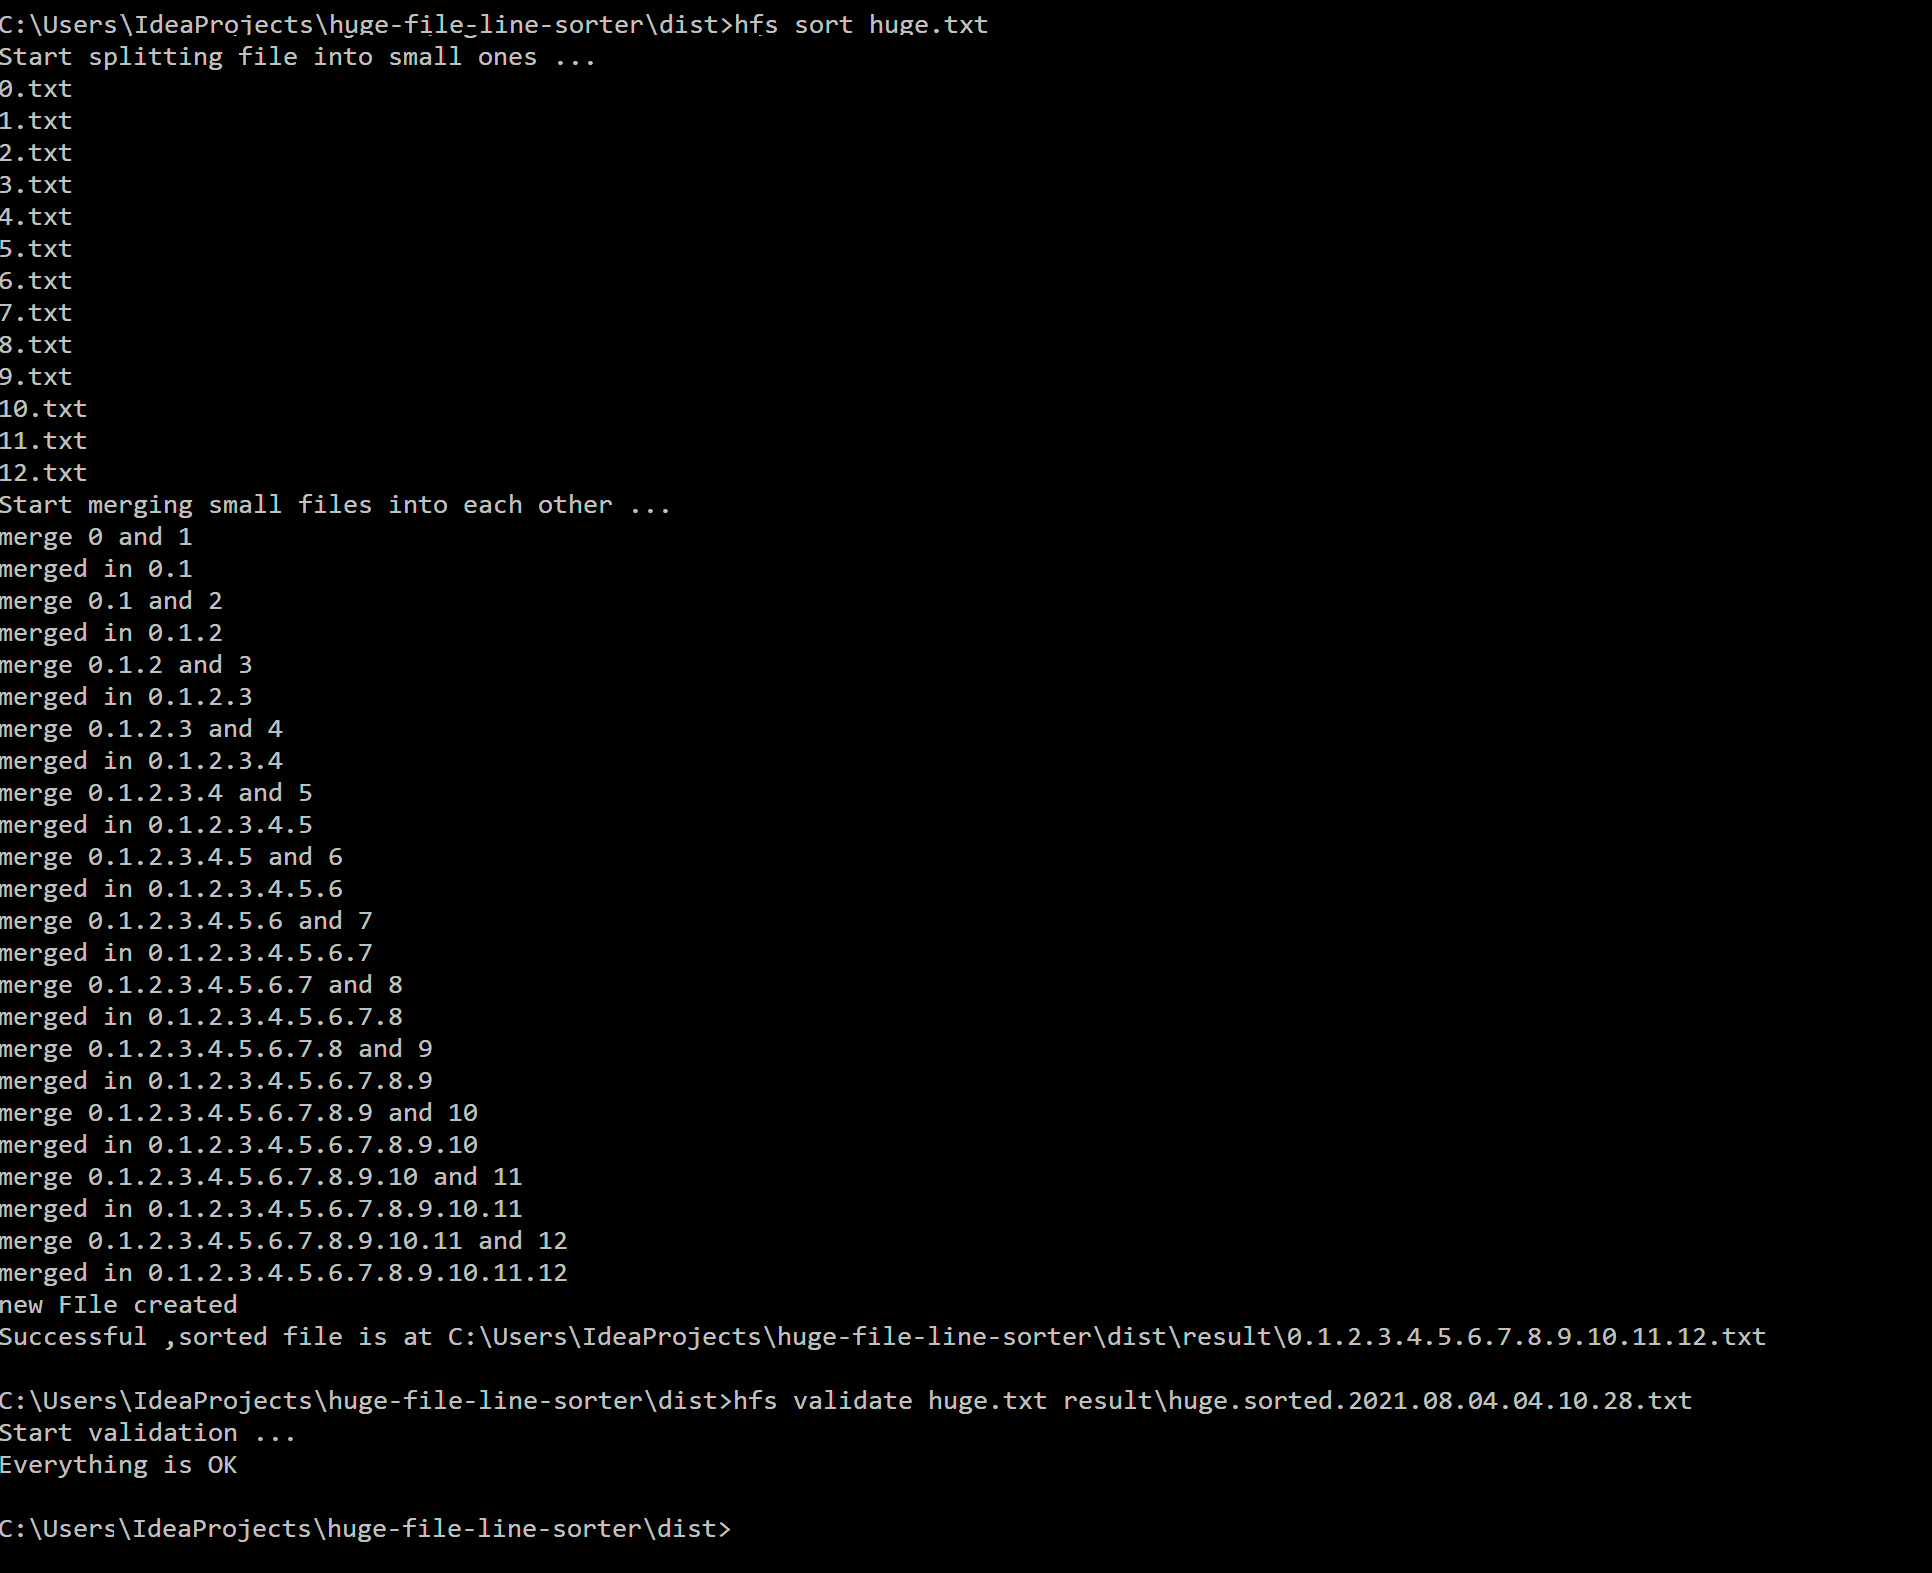 C:\Users\IdeaProjects\huge-file-line-sorter\dist>hfs sort huge.txt
Start splitting file into small ones ...
0.txt
1.txt
2.txt
3.txt
4.txt
5.txt
6.txt
7.txt
8.txt
9.txt
10.txt
11.txt
12.txt
Start merging small files into each other ...
merge 0 and 1
merged in 0.1
merge 0.1 and 2
merged in 0.1.2
merge 0.1.2 and 3
merged in 0.1.2.3
merge 0.1.2.3 and 4
merged in 0.1.2.3.4
merge 0.1.2.3.4 and 5
merged in 0.1.2.3.4.5
merge 0.1.2.3.4.5 and 6
merged in 0.1.2.3.4.5.6
merge 0.1.2.3.4.5.6 and 7
merged in 0.1.2.3.4.5.6.7
merge 0.1.2.3.4.5.6.7 and 8
merged in 0.1.2.3.4.5.6.7.8
merge 0.1.2.3.4.5.6.7.8 and 9
merged in 0.1.2.3.4.5.6.7.8.9
merge 0.1.2.3.4.5.6.7.8.9 and 10
merged in 0.1.2.3.4.5.6.7.8.9.10
merge 0.1.2.3.4.5.6.7.8.9.10 and 11
merged in 0.1.2.3.4.5.6.7.8.9.10.11
merge 0.1.2.3.4.5.6.7.8.9.10.11 and 12
merged in 0.1.2.3.4.5.6.7.8.9.10.11.12
new FIle created
Successful ,sorted file is at C:\Users\IdeaProjects\huge-file-line-sorter\dist\result\0.1.2.3.4.5.6.7.8.9.10.11.12.txt
C:\Users\IdeaProjects\huge-file-line-sorter\dist>hfs validate huge.txt result\huge.sorted.2021.08.04.04.10.28.txt
Start validation ...
Everything is OK
C:\Users\IdeaProjects\huge-file-line-sorter\dist>